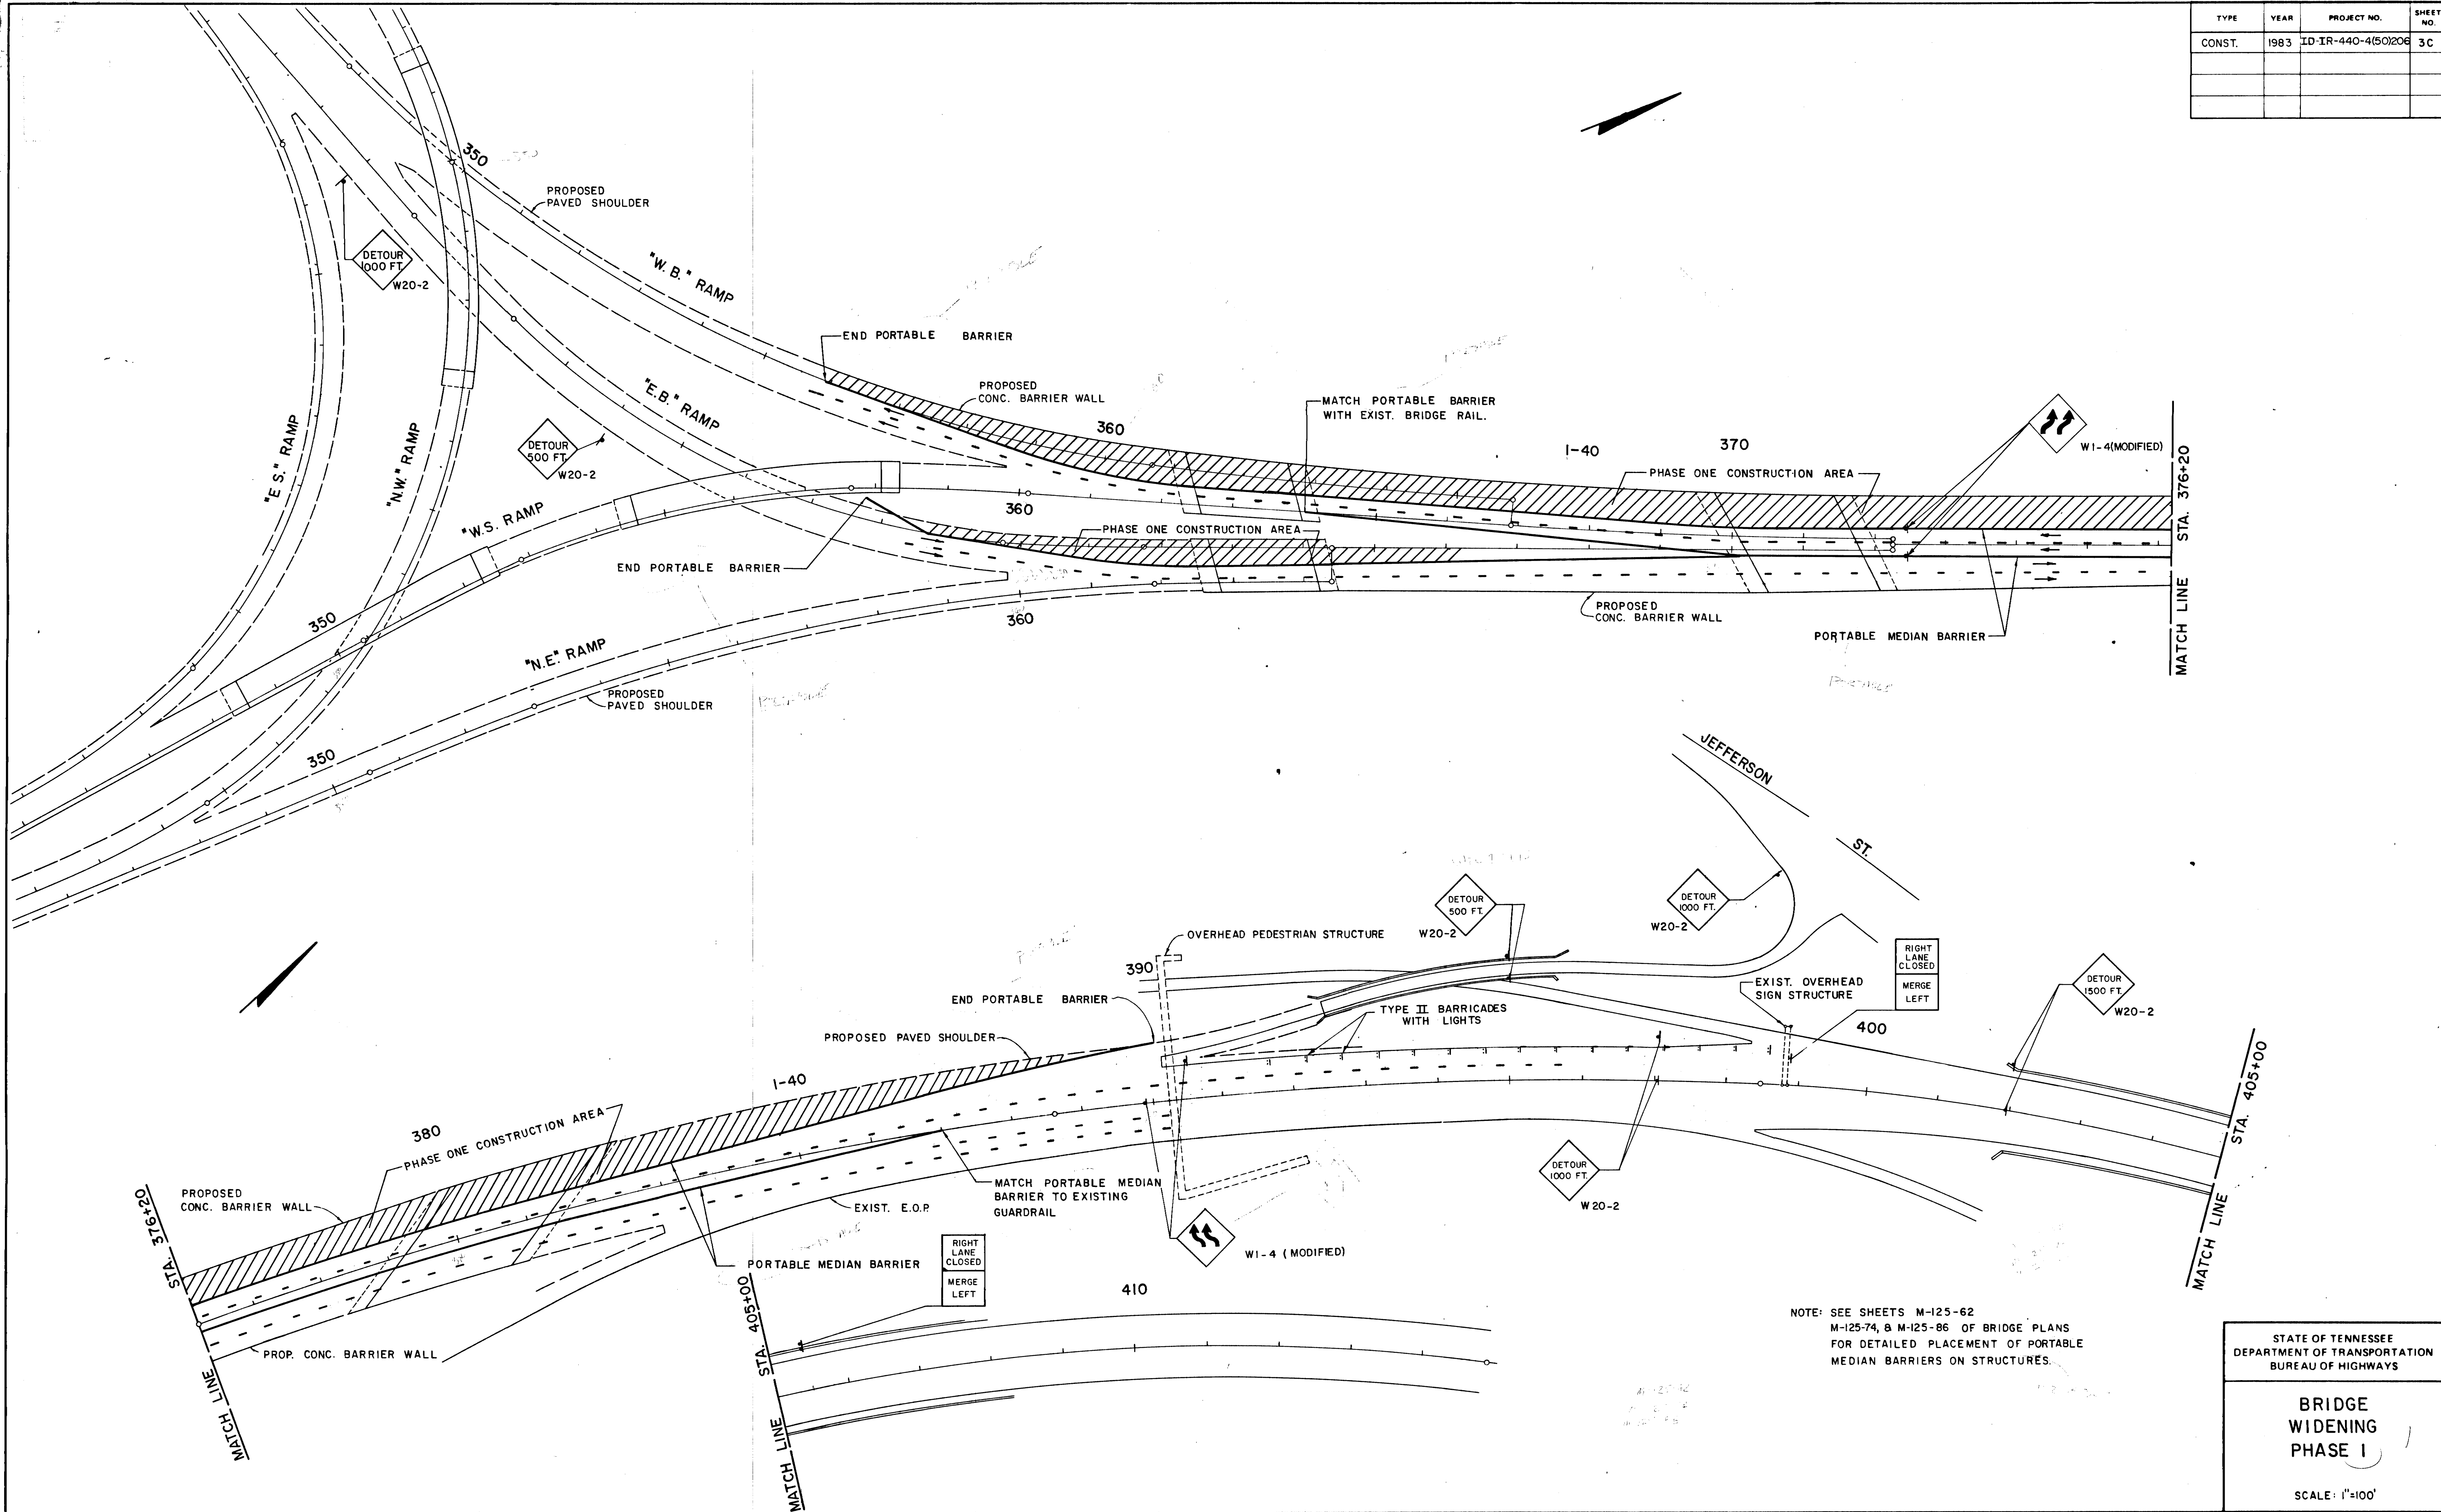 TYPE YEAR PROJECT NO. SHEET NO.
CONST. 1983 ID-IR-440-4(50)206 3C
350
PROPOSED
PAVED SHOULDER
DETOUR
1000 FT.
W20-2
"W.B." RAMP
END PORTABLE BARRIER
PROPOSED
CONC. BARRIER WALL
"E.B." RAMP
MATCH PORTABLE BARRIER
WITH EXIST. BRIDGE RAIL.
360
I-40
370
W1-4(MODIFIED)
PHASE ONE CONSTRUCTION AREA
STA. 376+20
MATCH LINE
"E S." RAMP
"N.W." RAMP
DETOUR
500 FT.
W20-2
"W.S. RAMP
360
PHASE ONE CONSTRUCTION AREA
END PORTABLE BARRIER
350
360
PROPOSED
CONC. BARRIER WALL
PORTABLE MEDIAN BARRIER
"N.E." RAMP
PROPOSED
PAVED SHOULDER
350
JEFFERSON
ST.
DETOUR
500 FT.
W20-2
DETOUR
1000 FT.
W20-2
OVERHEAD PEDESTRIAN STRUCTURE
390
RIGHT
LANE
CLOSED
MERGE
LEFT
END PORTABLE BARRIER
EXIST. OVERHEAD
SIGN STRUCTURE
DETOUR
1500 FT.
W20-2
TYPE II BARRICADES
WITH LIGHTS
400
PROPOSED PAVED SHOULDER
I-40
380
PHASE ONE CONSTRUCTION AREA
STA. 405+00
MATCH LINE
DETOUR
1000 FT.
W20-2
MATCH PORTABLE MEDIAN
BARRIER TO EXISTING
GUARDRAIL
PROPOSED
CONC. BARRIER WALL
EXIST. E.O.P.
STA. 376+20
MATCH LINE
W1-4 ( MODIFIED)
PORTABLE MEDIAN BARRIER
RIGHT
LANE
CLOSED
MERGE
LEFT
410
PROP. CONC. BARRIER WALL
STA. 405+00
MATCH LINE
NOTE: SEE SHEETS M-125-62
M-125-74, & M-125-86 OF BRIDGE PLANS
FOR DETAILED PLACEMENT OF PORTABLE
MEDIAN BARRIERS ON STRUCTURES.
STATE OF TENNESSEE
DEPARTMENT OF TRANSPORTATION
BUREAU OF HIGHWAYS
BRIDGE
WIDENING
PHASE 1
SCALE: 1"=100'